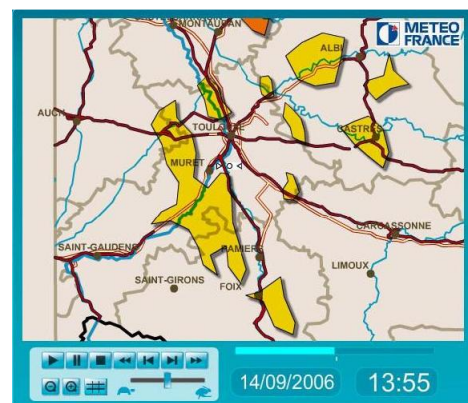 MONTAUBAN
METEO
FRANCE
ALBI
AUCH
TOULOUSE
CASTRES
MURET
CARCASSONNE
SAINT-GAUDENS
PAMIERS
LIMOUX
SAINT-GIRONS
FOIX
14/09/2006
13:55